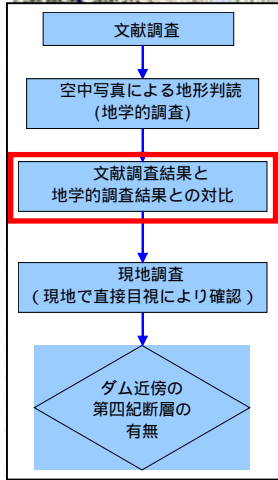 文献調査
空中写真による地形判読
(地学的調査)
文献調査結果と
地学的調査結果との対比
現地調査
(現地で直接目視により確認)
ダム近傍の
第四紀断層の
有無